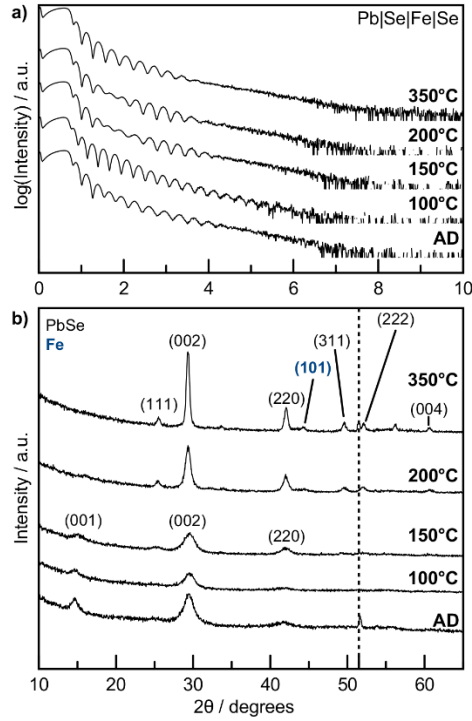 a)
Pb|Se|Fe|Se
350°C
200°C
150°C
100°C
AD
log(Intensity) / a.u.
0 2 4 6 8 10
b)
PbSe
Fe
(002)
(311)
(222)
(101)
(111)
(220)
(004)
350°C
200°C
(001)
(002)
(220)
150°C
100°C
AD
Intensity / a.u.
10 20 30 40 50 60
2θ / degrees